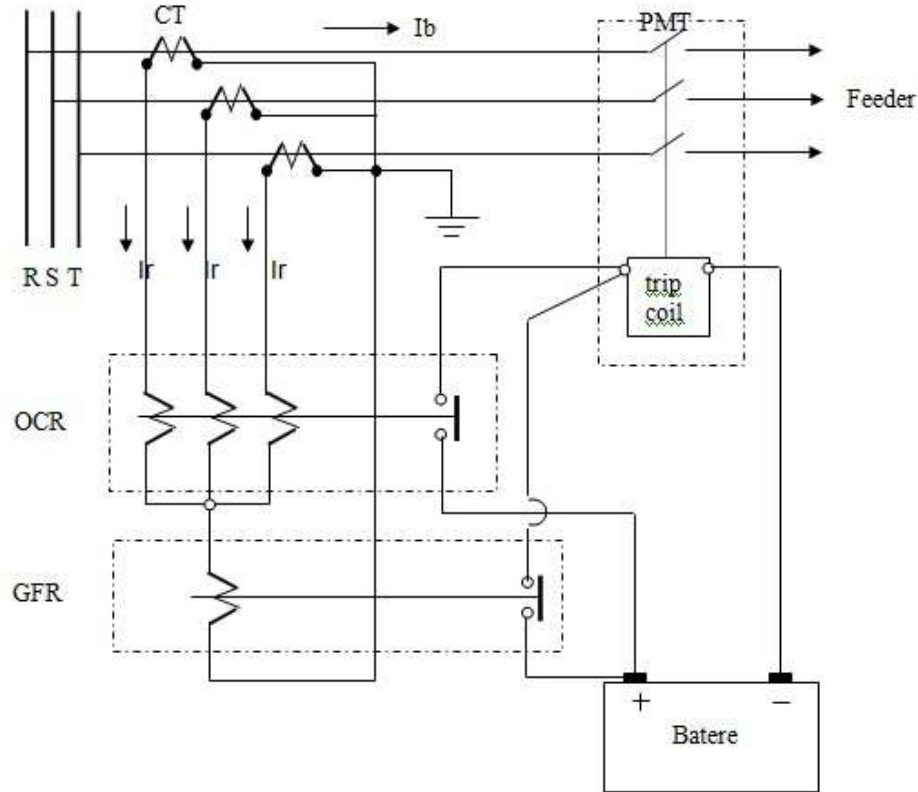 CT
Ib
PMT
Feeder
R S T
Ir
Ir
Ir
trip
coil
OCR
GFR
+
−
Batere